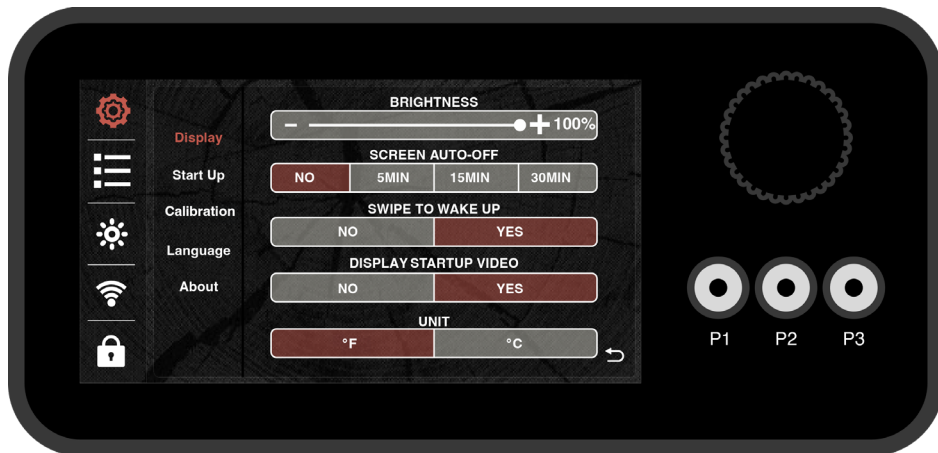 BRIGHTNESS
100%
Display
SCREEN AUTO-OFF
Start Up
NO 5MIN 15MIN 30MIN
Calibration
SWIPE TO WAKE UP
NO YES
Language
DISPLAY STARTUP VIDEO
About
NO YES
UNIT
°F °C
P1 P2 P3